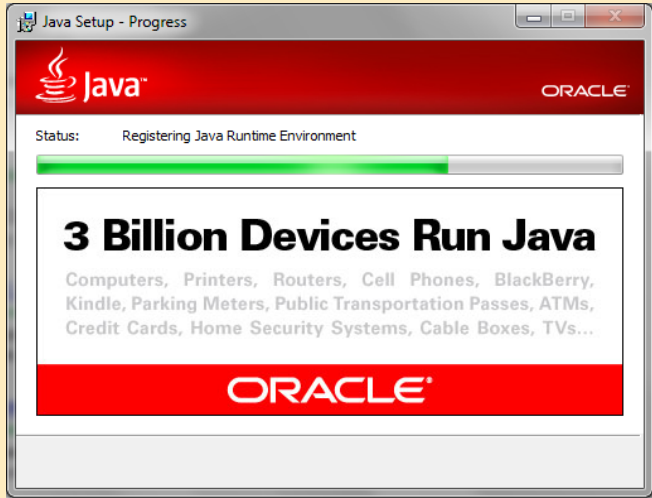 Java Setup - Progress
Java™
ORACLE®
Status: Registering Java Runtime Environment
3 Billion Devices Run Java
Computers, Printers, Routers, Cell Phones, BlackBerry,
Kindle, Parking Meters, Public Transportation Passes, ATMs,
Credit Cards, Home Security Systems, Cable Boxes, TVs...
ORACLE®